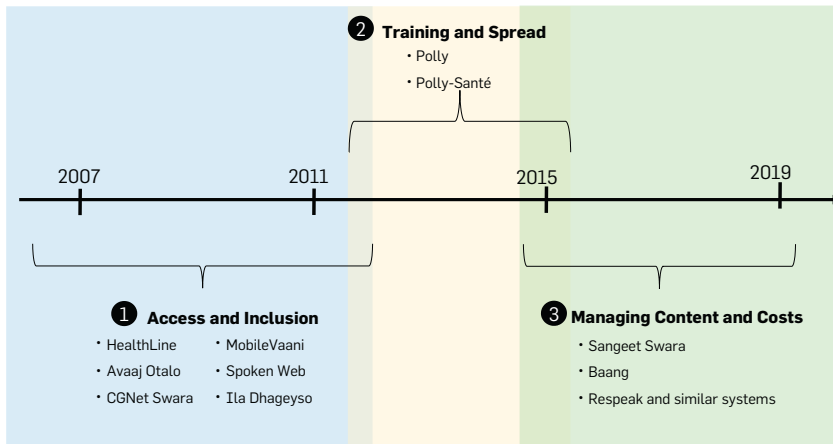 2 Training and Spread
• Polly
• Polly-Santé
2007
2011
2015
2019
1 Access and Inclusion
• HealthLine
• Avaaj Otalo
• CGNet Swara
• MobileVaani
• Spoken Web
• Ila Dhageyso
3 Managing Content and Costs
• Sangeet Swara
• Baang
• Respeak and similar systems